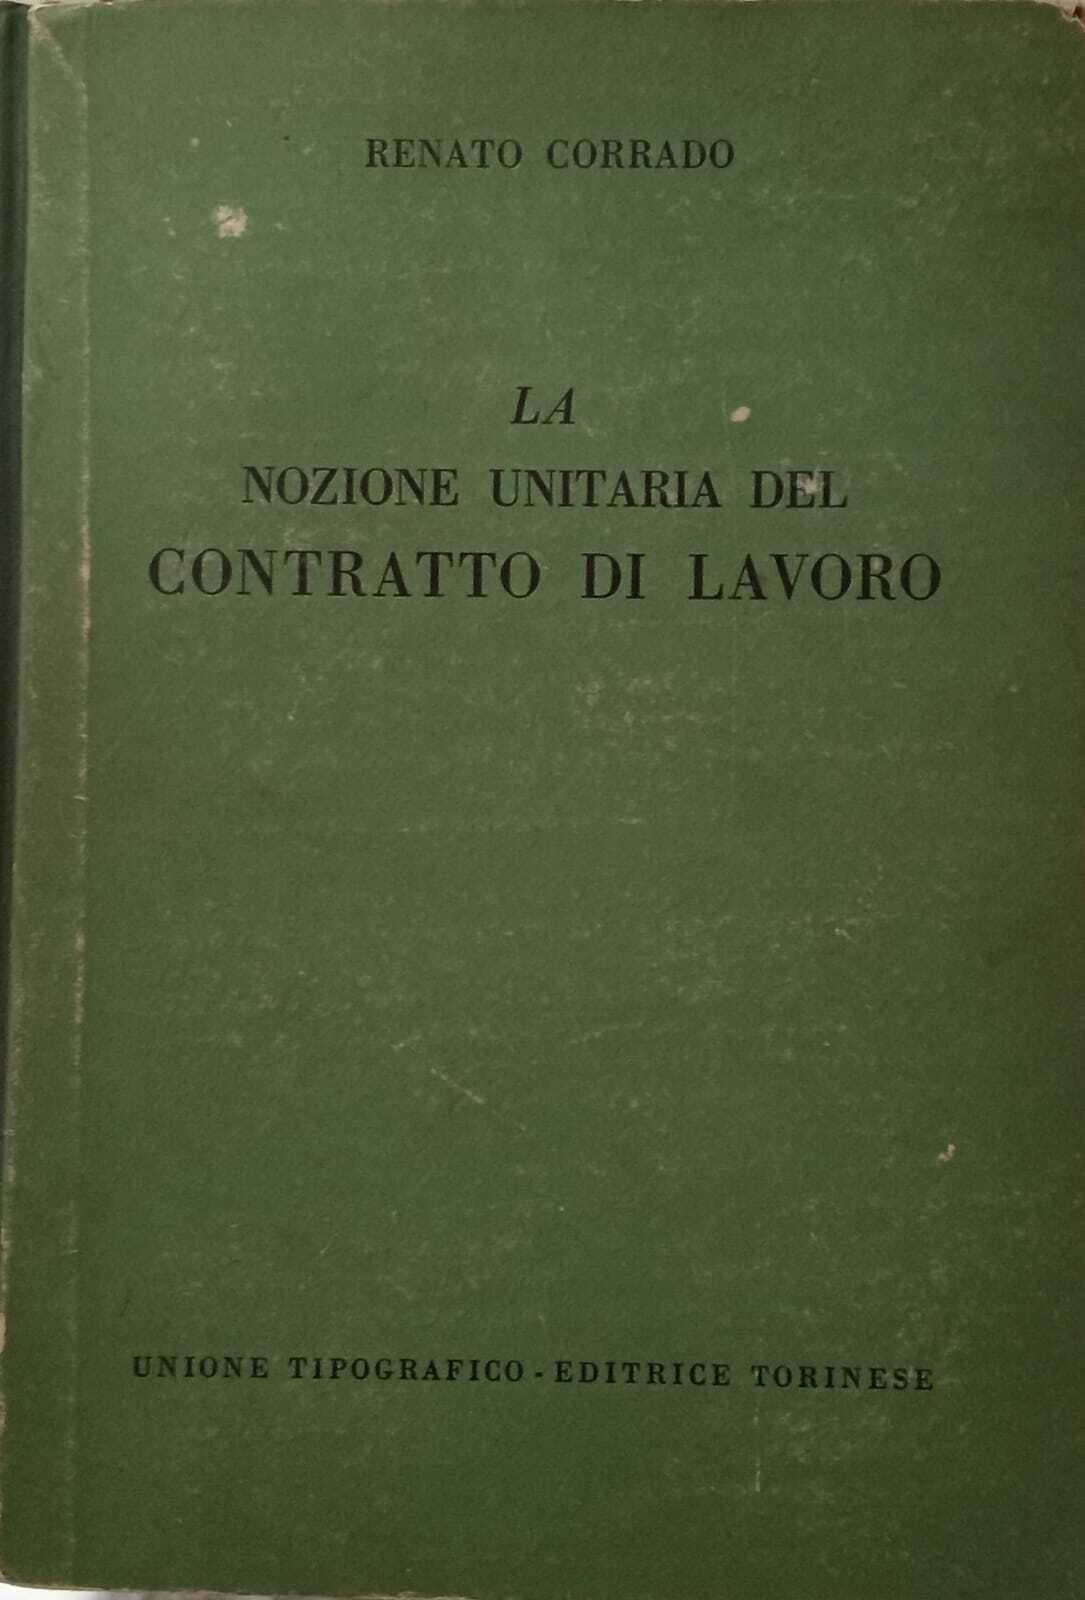 RENATO CORRADO
LA
NOZIONE UNITARIA DEL
CONTRATTO DI LAVORO
UNIONE TIPOGRAFICO-EDITRICE TORINESE